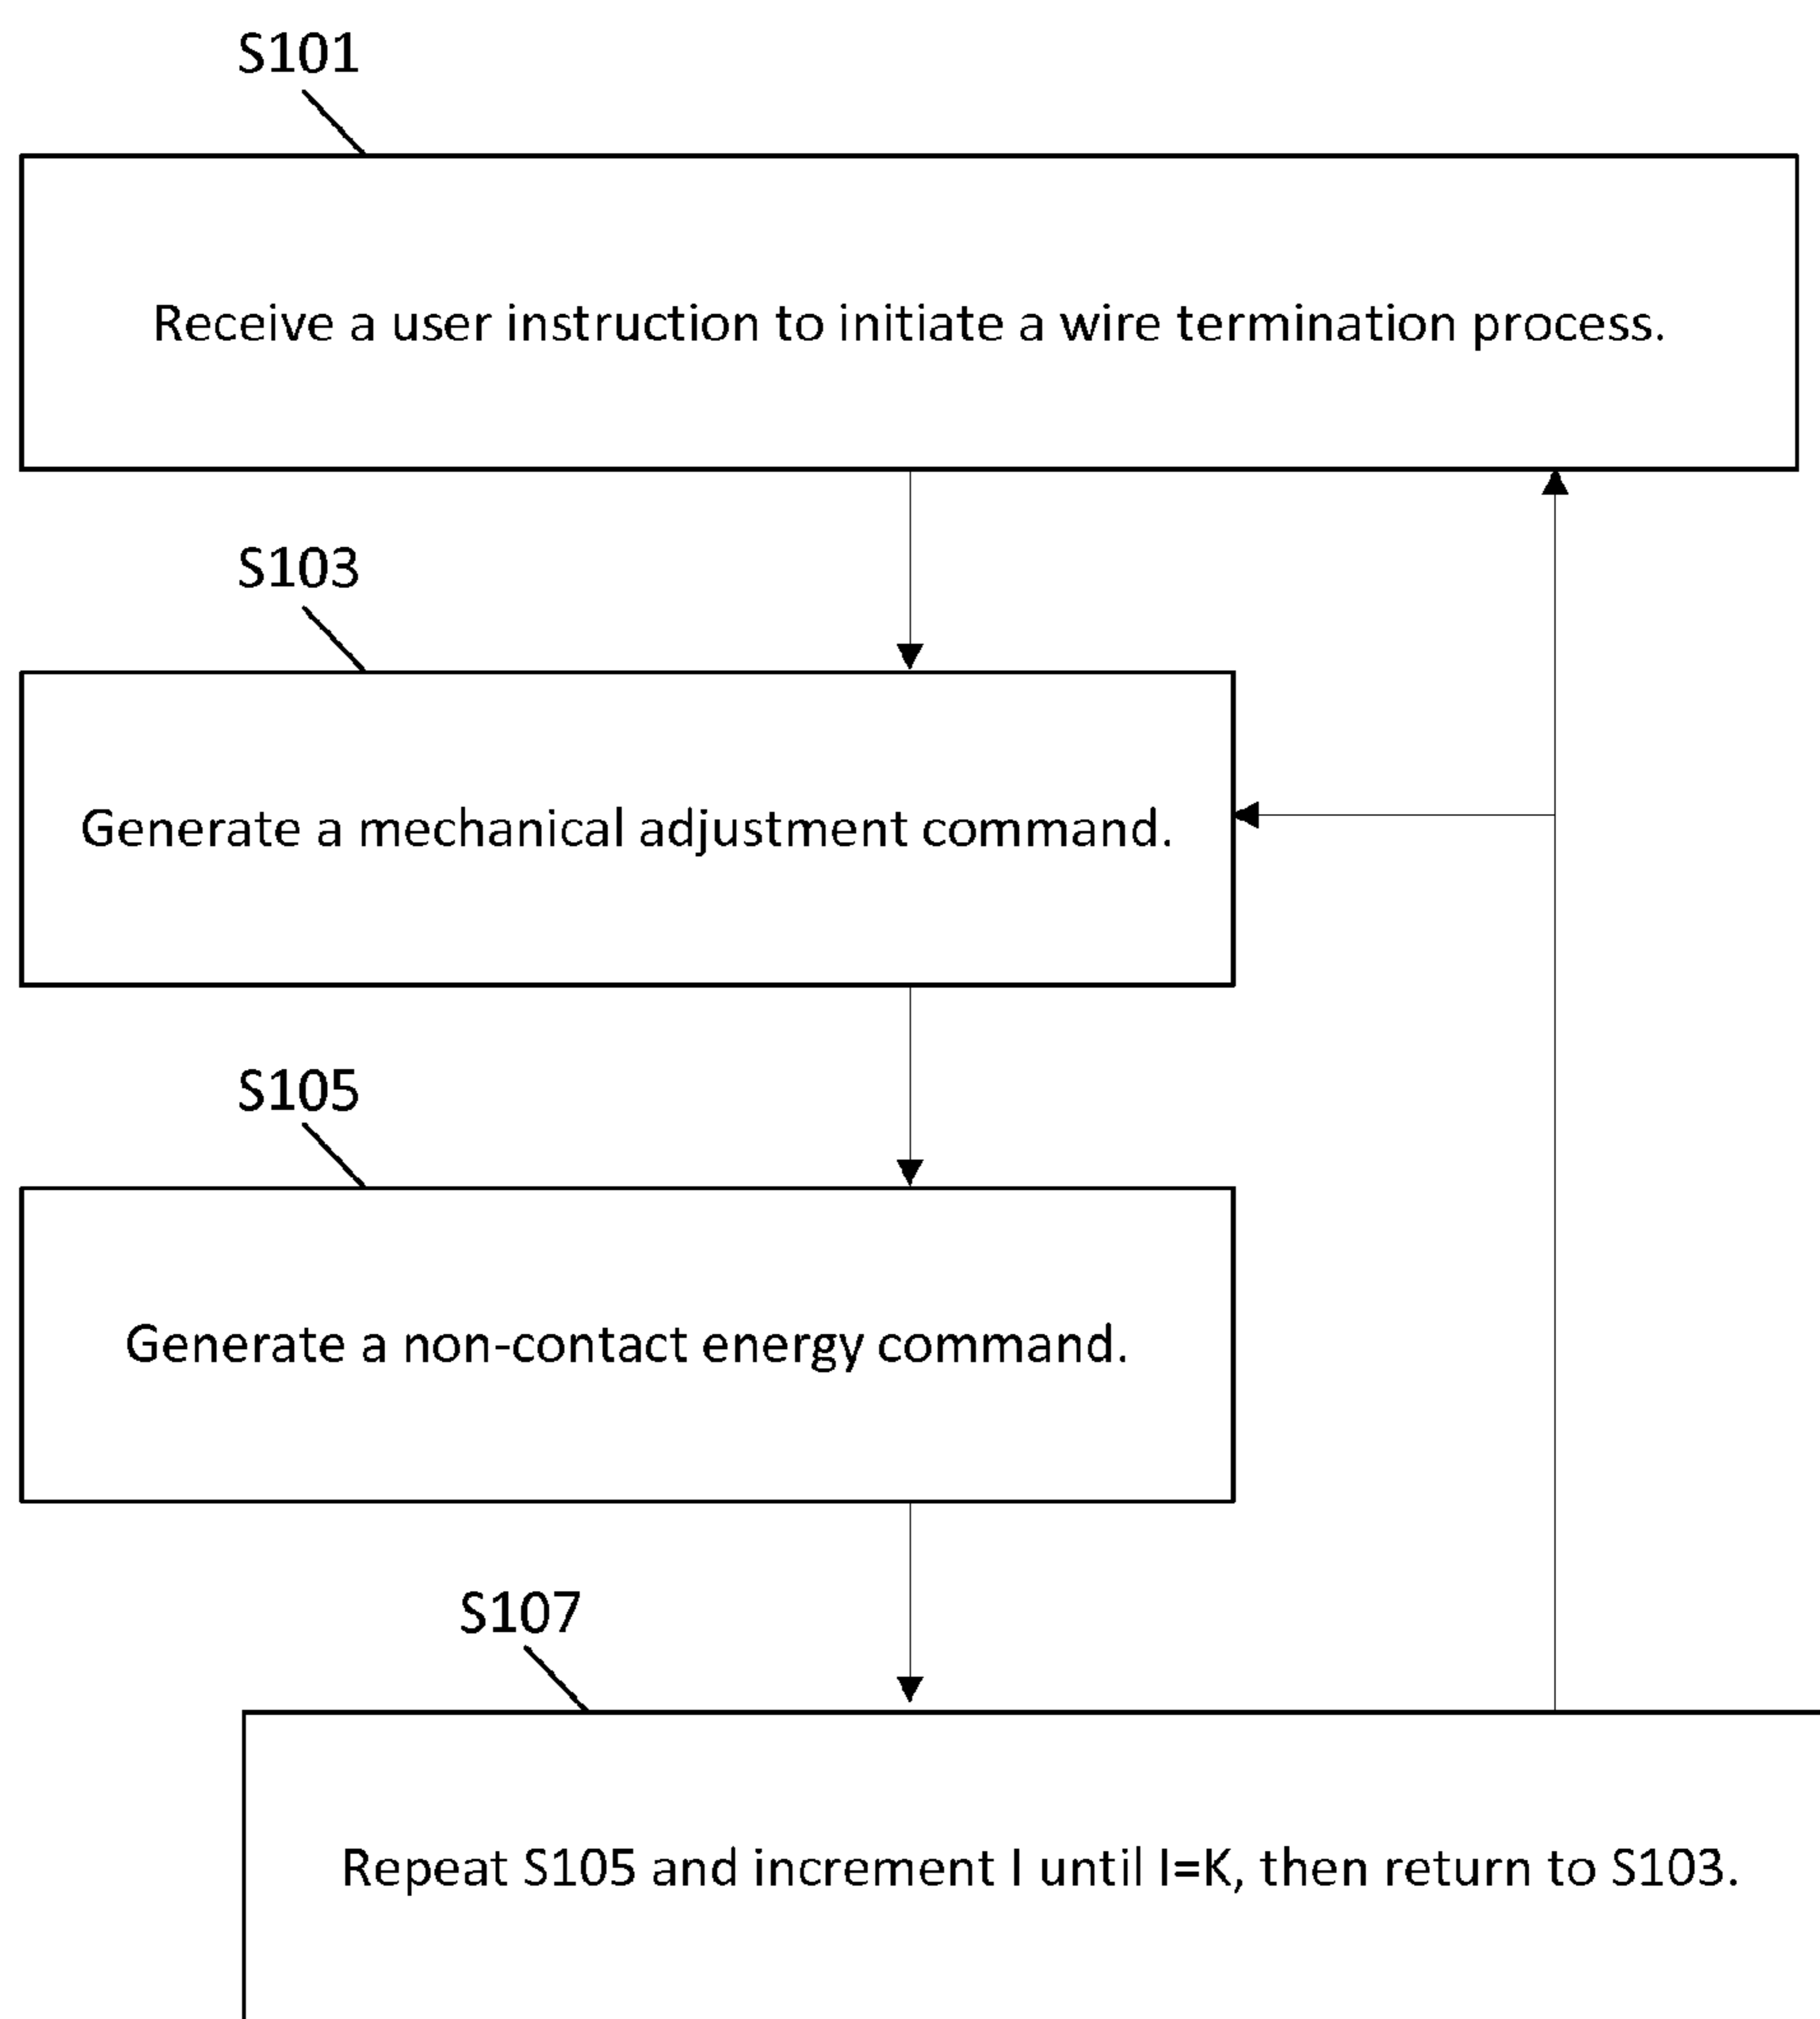 S101
Receive a user instruction to initiate a wire termination process.
S103
Generate a mechanical adjustment command.
S105
Generate a non-contact energy command.
S107
Repeat S105 and increment I until I=K, then return to S103.